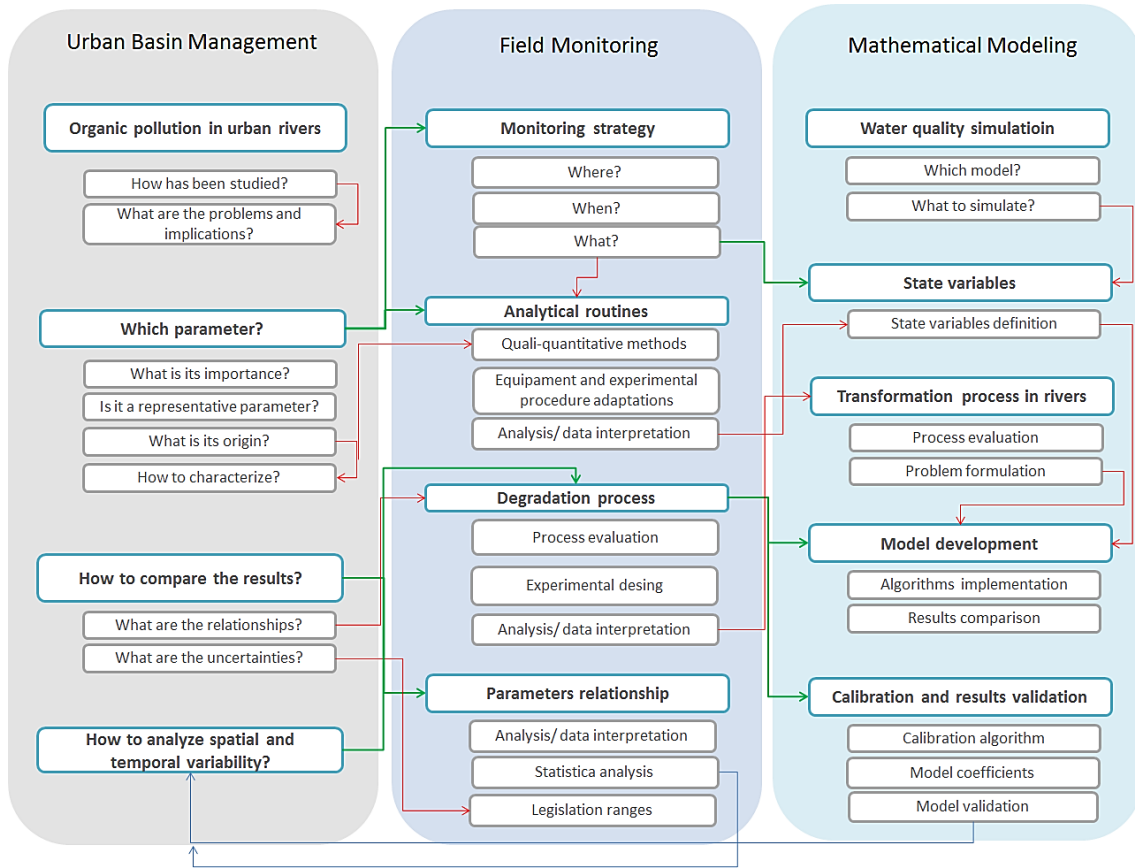 Urban Basin Management
Organic pollution in urban rivers
How has been studied?
What are the problems and
implications?
Which parameter?
What is its importance?
Is it a representative parameter?
What is its origin?
How to characterize?
How to compare the results?
What are the relationships?
What are the uncertainties?
How to analyze spatial and
temporal variability?
Field Monitoring
Monitoring strategy
Where?
When?
What?
Analytical routines
Quali-quantitative methods
Equipament and experimental
procedure adaptations
Analysis/ data interpretation
Degradation process
Process evaluation
Experimental desing
Analysis/ data interpretation
Parameters relationship
Analysis/ data interpretation
Statistica analysis
Legislation ranges
Mathematical Modeling
Water quality simulatioin
Which model?
What to simulate?
State variables
State variables definition
Transformation process in rivers
Process evaluation
Problem formulation
Model development
Algorithms implementation
Results comparison
Calibration and results validation
Calibration algorithm
Model coefficients
Model validation